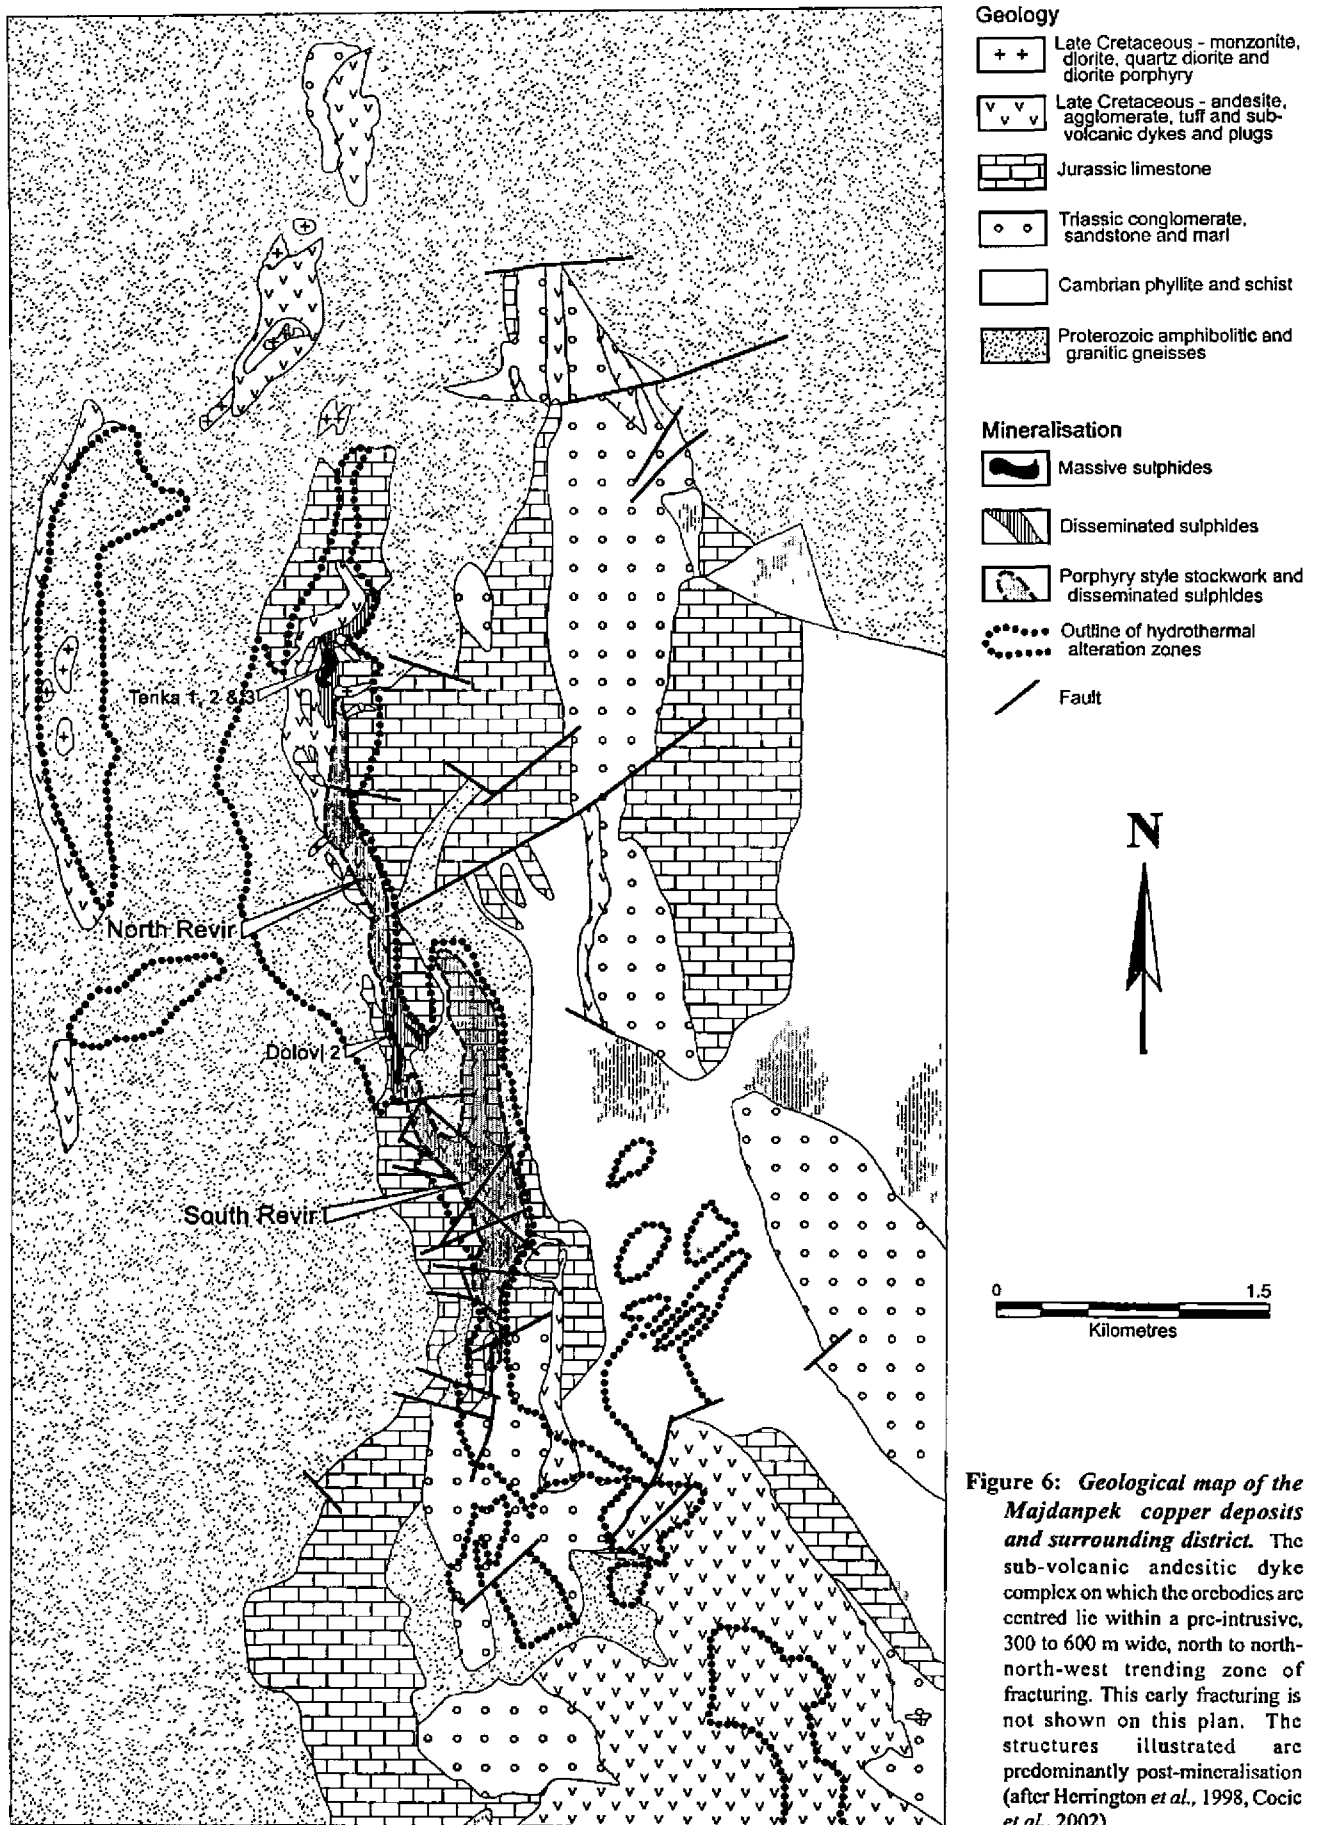 Geology
Late Cretaceous - monzonite,
diorite, quartz diorite and
diorite porphyry
Late Cretaceous - andesite,
agglomerate, tuff and sub-
volcanic dykes and plugs
Jurassic limestone
Triassic conglomerate,
sandstone and marl
Cambrian phyllite and schist
Proterozoic amphibolitic and
granitic gneisses
Mineralisation
Massive sulphides
Disseminated sulphides
Porphyry style stockwork and
disseminated sulphides
Outline of hydrothermal
alteration zones
Fault
Tenka 1, 2 & 3
North Revir
Dolovi 2
South Revir
N
0 1.5
Kilometres
Figure 6: Geological map of the
Majdanpek copper deposits
and surrounding district. The
sub-volcanic andesitic dyke
complex on which the orebodies are
centred lie within a pre-intrusive,
300 to 600 m wide, north to north-
north-west trending zone of
fracturing. This early fracturing is
not shown on this plan. The
structures illustrated are
predominantly post-mineralisation
(after Herrington et al., 1998, Cocic
et al., 2002)